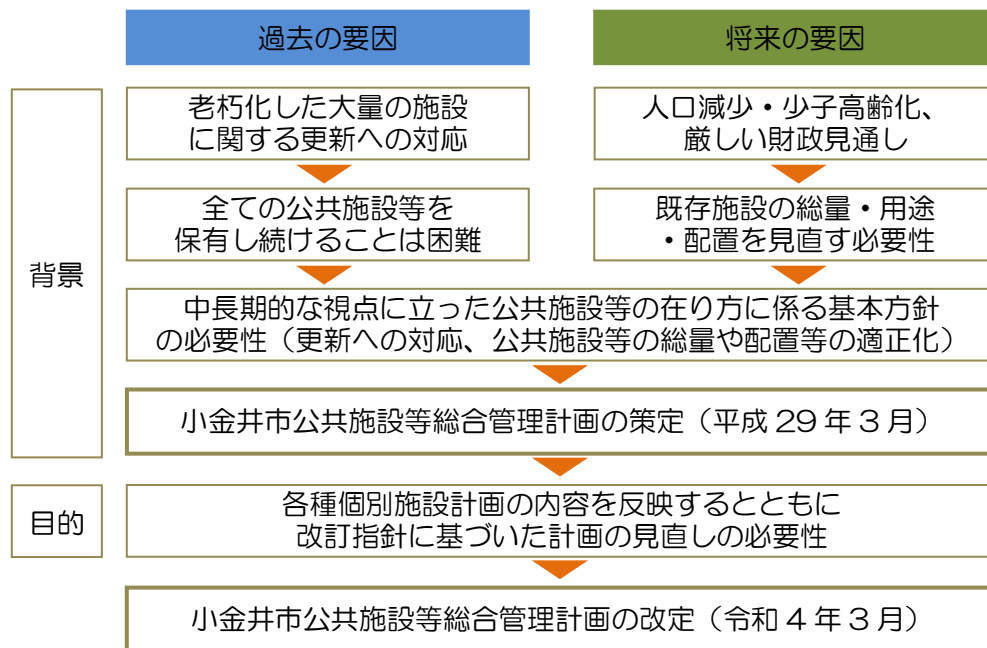 過去の要因
将来の要因
背景
老朽化した大量の施設
に関する更新への対応
人口減少・少子高齢化、
厳しい財政見通し
全ての公共施設等を
保有し続けることは困難
既存施設の総量・用途
・配置を見直す必要性
中長期的な視点に立った公共施設等の在り方に係る基本方針
の必要性（更新への対応、公共施設等の総量や配置等の適正化）
小金井市公共施設等総合管理計画の策定（平成 29 年 3 月）
目的
各種個別施設計画の内容を反映するとともに
改訂指針に基づいた計画の見直しの必要性
小金井市公共施設等総合管理計画の改定（令和 4 年 3 月）